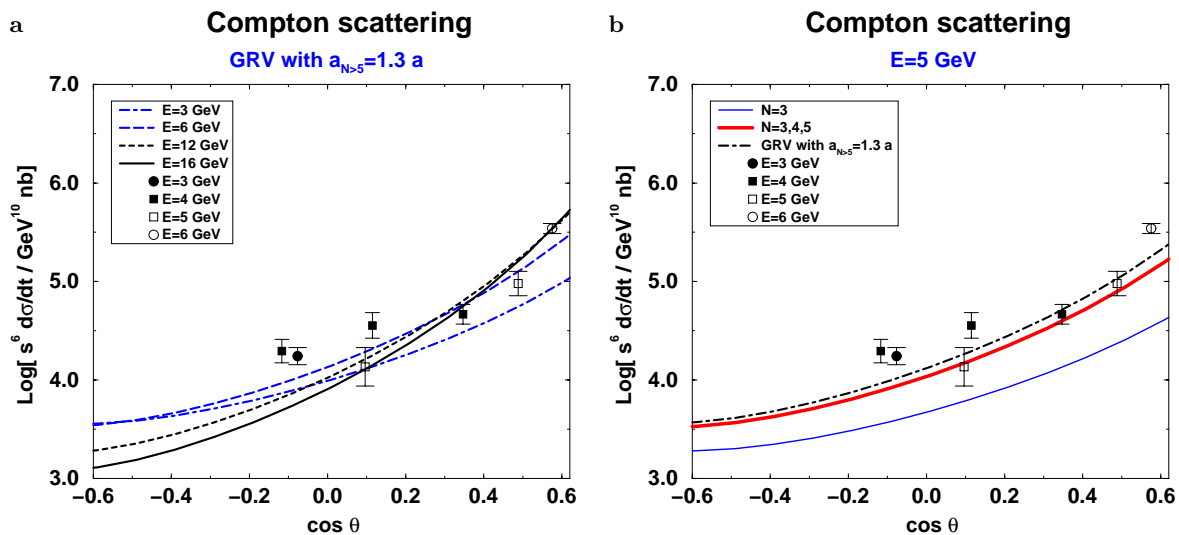 a
Compton scattering
GRV with a_{N>5}=1.3 a
7.0
6.0
5.0
4.0
3.0
Log[ s^6 dσ/dt / GeV^10 nb]
E=3 GeV
E=6 GeV
E=12 GeV
E=16 GeV
E=3 GeV
E=4 GeV
E=5 GeV
E=6 GeV
−0.6 −0.4 −0.2 0.0 0.2 0.4 0.6
cos θ
b
Compton scattering
E=5 GeV
7.0
6.0
5.0
4.0
3.0
Log[ s^6 dσ/dt / GeV^10 nb]
N=3
N=3,4,5
GRV with a_{N>5}=1.3 a
E=3 GeV
E=4 GeV
E=5 GeV
E=6 GeV
−0.6 −0.4 −0.2 0.0 0.2 0.4 0.6
cos θ